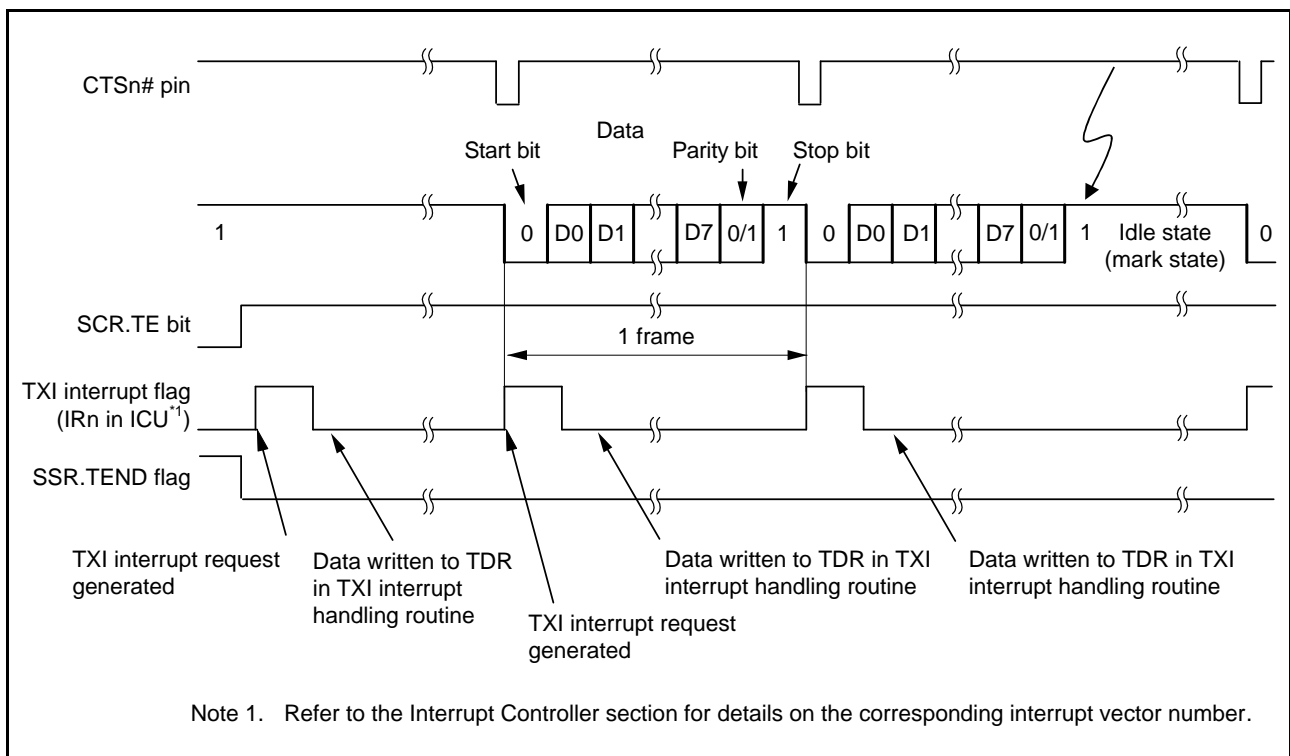 CTSn# pin
Data
Start bit
Parity bit
Stop bit
1
0
D0
D1
D7
0/1
1
0
D0
D1
D7
0/1
1
Idle state
(mark state)
0
SCR.TE bit
1 frame
TXI interrupt flag
(IRn in ICU*1)
SSR.TEND flag
TXI interrupt request
generated
Data written to TDR
in TXI interrupt
handling routine
TXI interrupt request
generated
Data written to TDR in TXI
interrupt handling routine
Data written to TDR in TXI
interrupt handling routine
Note 1. Refer to the Interrupt Controller section for details on the corresponding interrupt vector number.